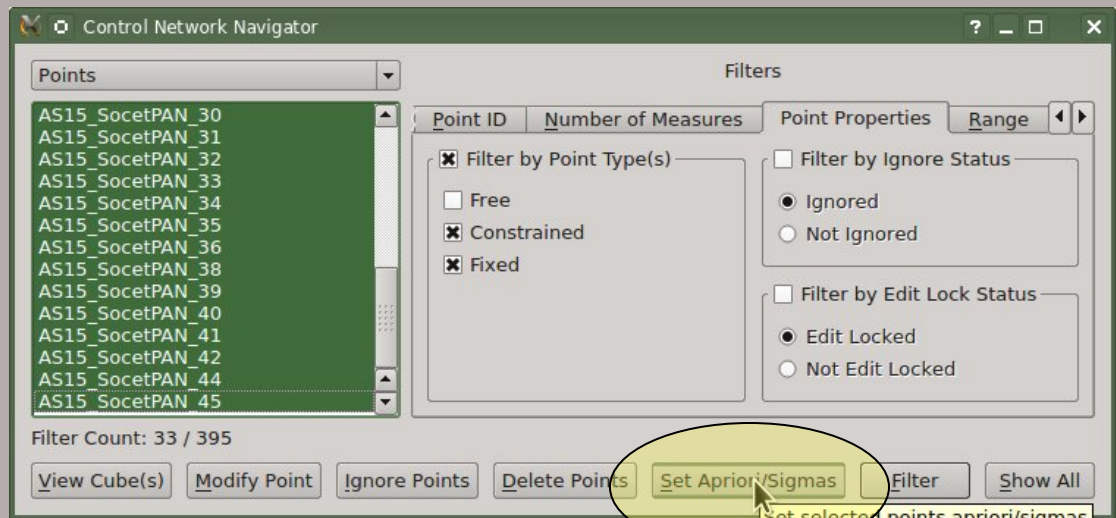 Control Network Navigator
Points
Filters
AS15_SocetPAN_30
AS15_SocetPAN_31
AS15_SocetPAN_32
AS15_SocetPAN_33
AS15_SocetPAN_34
AS15_SocetPAN_35
AS15_SocetPAN_36
AS15_SocetPAN_38
AS15_SocetPAN_39
AS15_SocetPAN_40
AS15_SocetPAN_41
AS15_SocetPAN_42
AS15_SocetPAN_44
AS15_SocetPAN_45
Point ID Number of Measures Point Properties Range
Filter by Point Type(s)
Free
Constrained
Fixed
Filter by Ignore Status
Ignored
Not Ignored
Filter by Edit Lock Status
Edit Locked
Not Edit Locked
Filter Count: 33 / 395
View Cube(s) Modify Point Ignore Points Delete Points Set Apriori/Sigmas Filter Show All
Set selected points apriori/sigmas